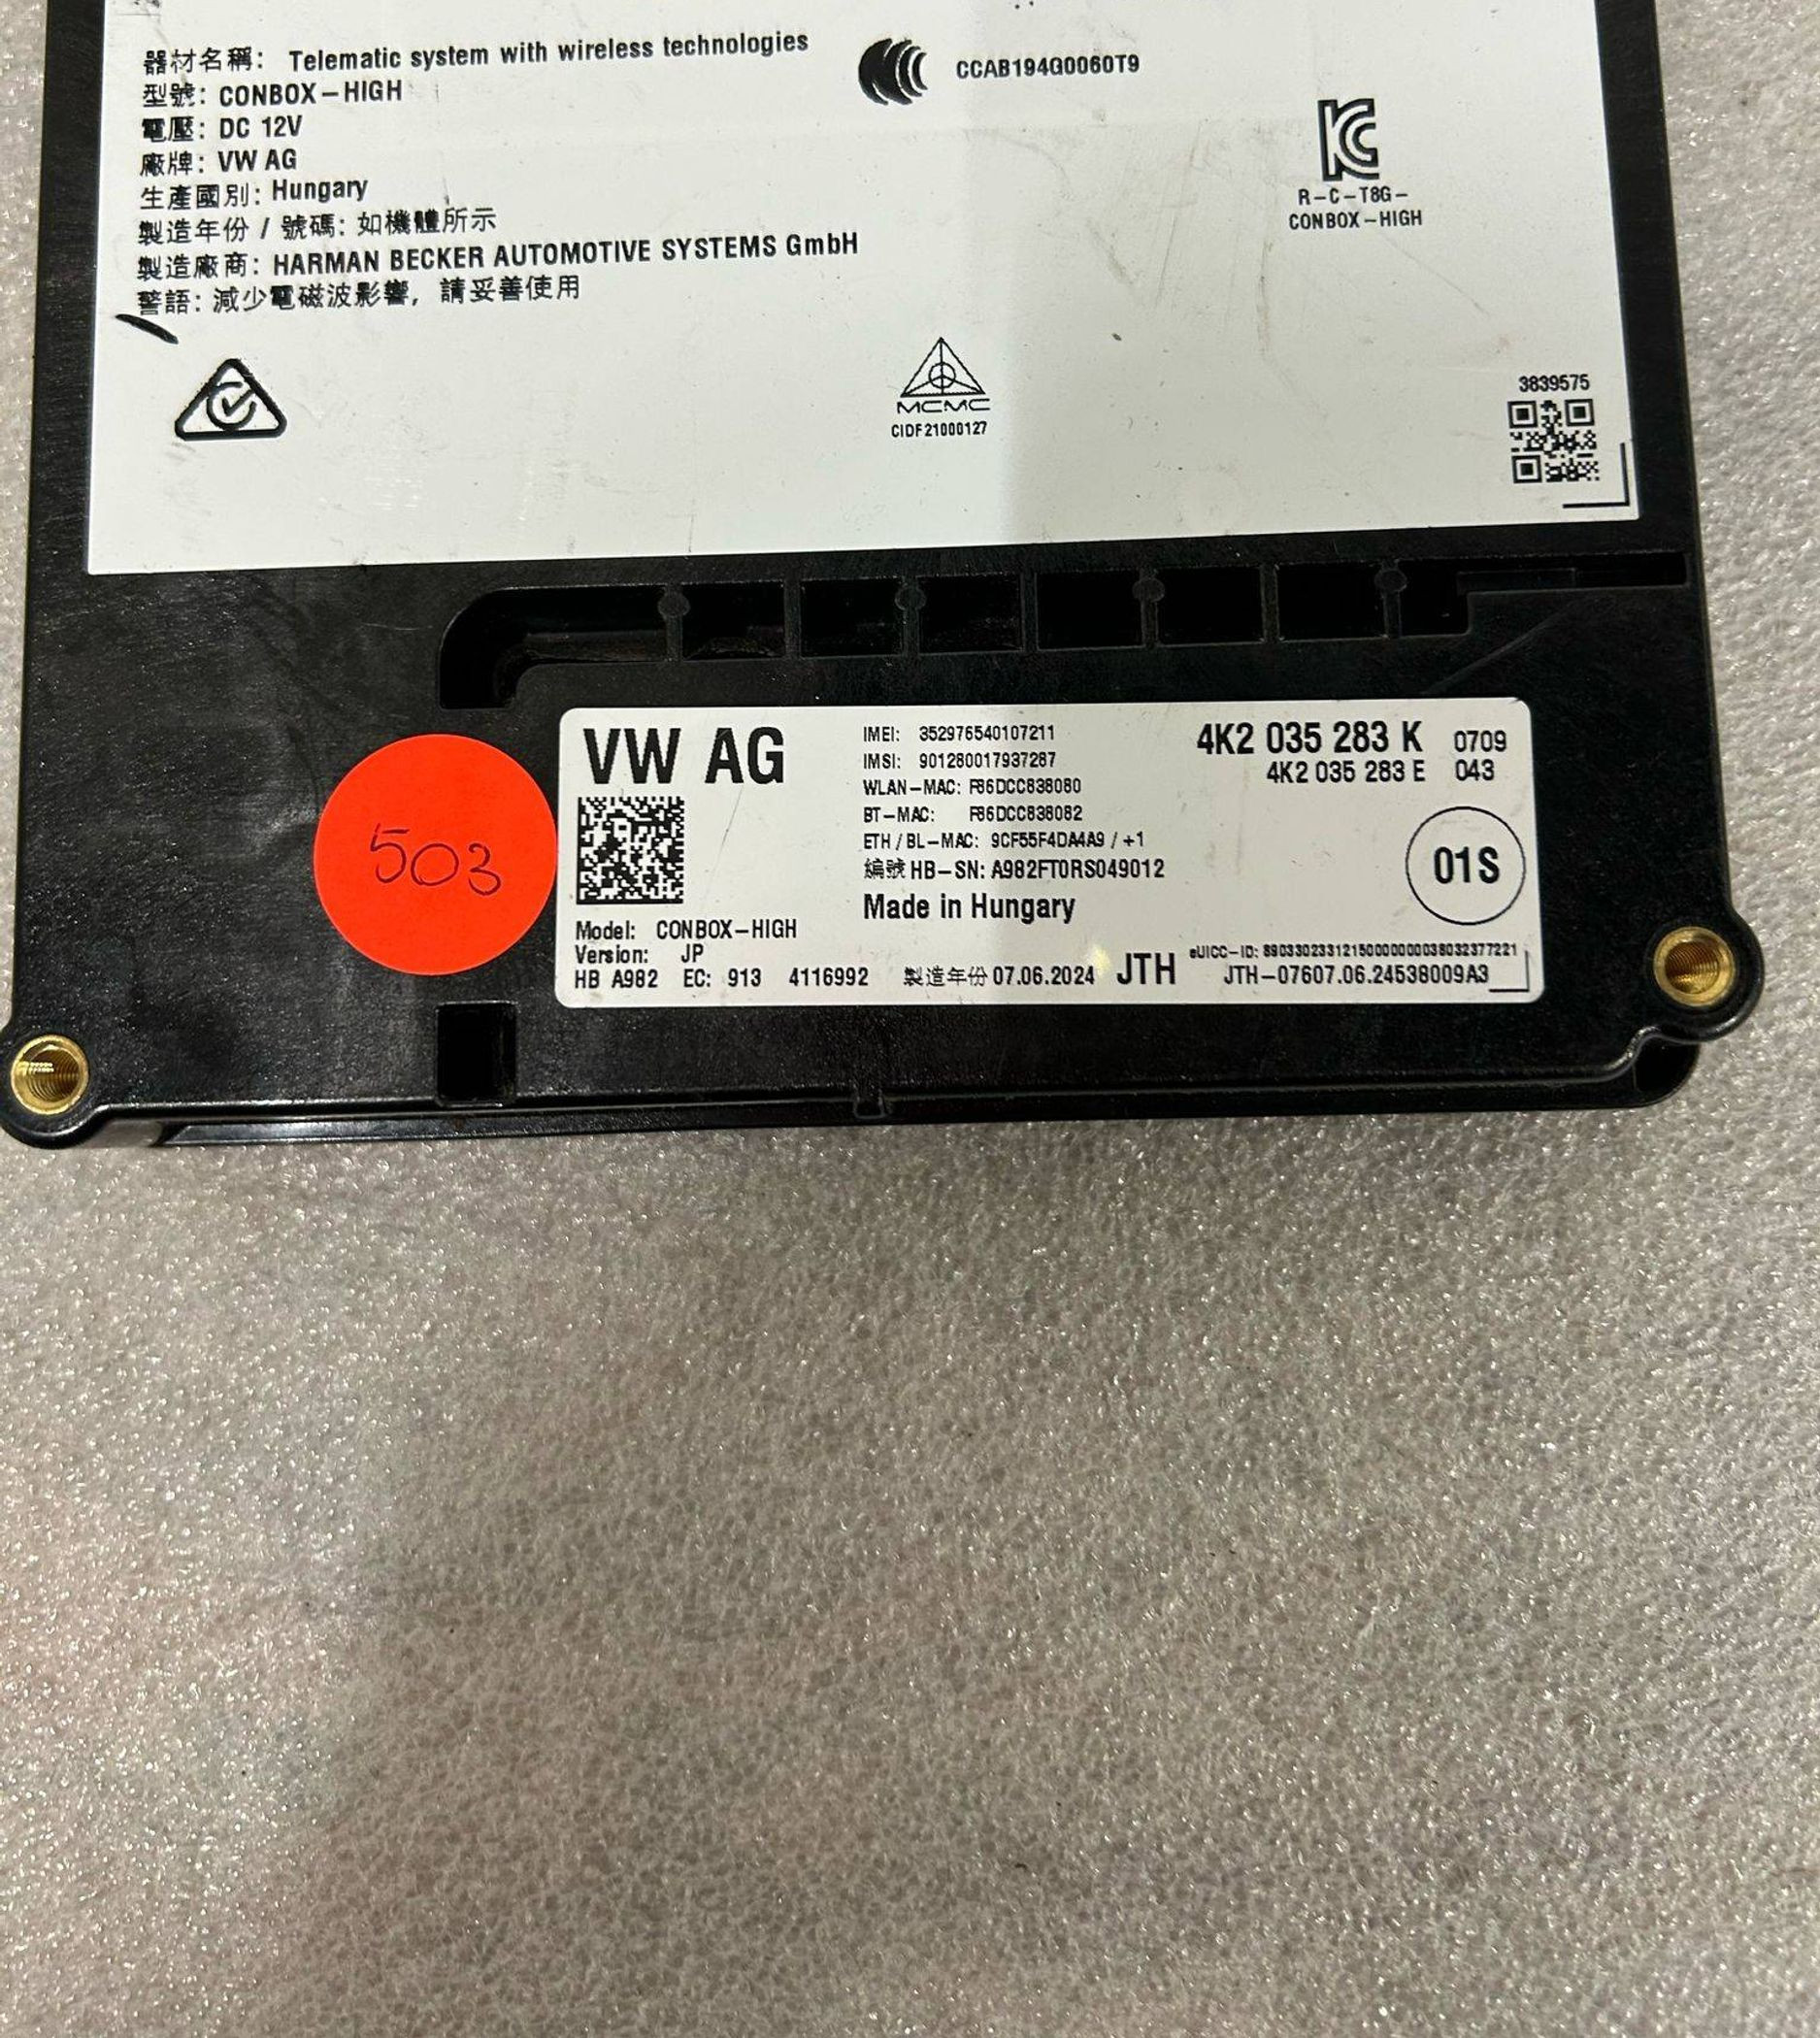 器材名稱: Telematic system with wireless technologies
型號: CONBOX-HIGH
電壓: DC 12V
廠牌: VW AG
生產國別: Hungary
製造年份 / 號碼: 如機體所示
製造廠商: HARMAN BECKER AUTOMOTIVE SYSTEMS GmbH
警語: 減少電磁波影響, 請妥善使用
CCAB194G0060T9
R-C-T8G-
CONBOX-HIGH
MCMC
CIDF21000127
3839575
503
VW AG
Model: CONBOX-HIGH
Version: JP
HB A982 EC: 913 4116992
IMEI: 352976540107211
IMSI: 901280017937287
WLAN-MAC: F86DCC838080
BT-MAC: F86DCC838082
ETH / BL-MAC: 9CF55F4DA4A9 / +1
編號 HB-SN: A982FT0RS049012
Made in Hungary
製造年份 07.06.2024 JTH
4K2 035 283 K 0709
4K2 035 283 E 043
01S
eUICC-ID: 89033023312150000000038032377221
JTH-07607.06.24538009A3